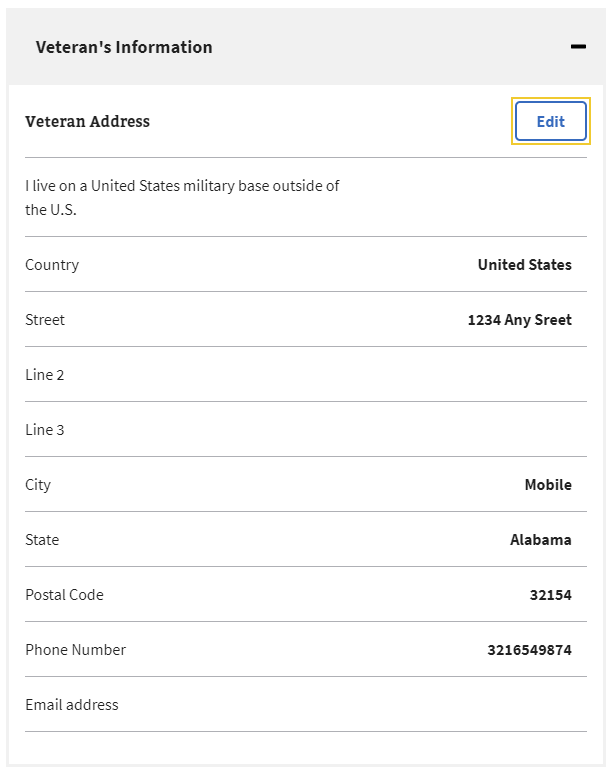 Veteran's Information
Veteran Address
Edit
I live on a United States military base outside of
the U.S.
Country United States
Street 1234 Any Sreet
Line 2
Line 3
City Mobile
State Alabama
Postal Code 32154
Phone Number 3216549874
Email address